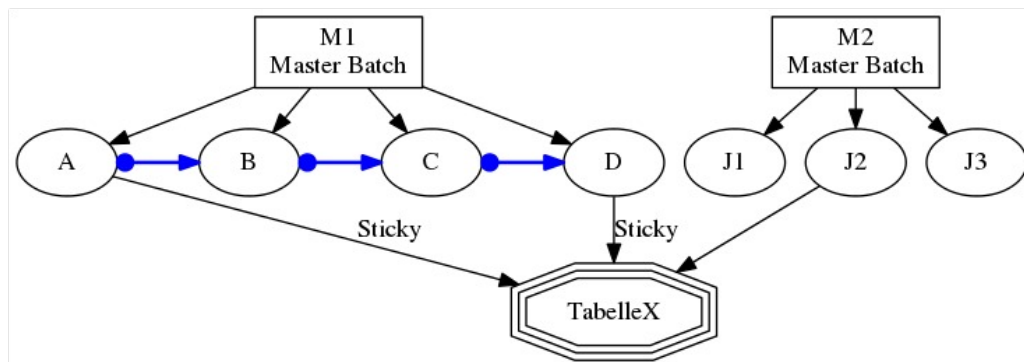 M1
Master Batch
M2
Master Batch
A
B
C
D
J1
J2
J3
Sticky
Sticky
TabelleX